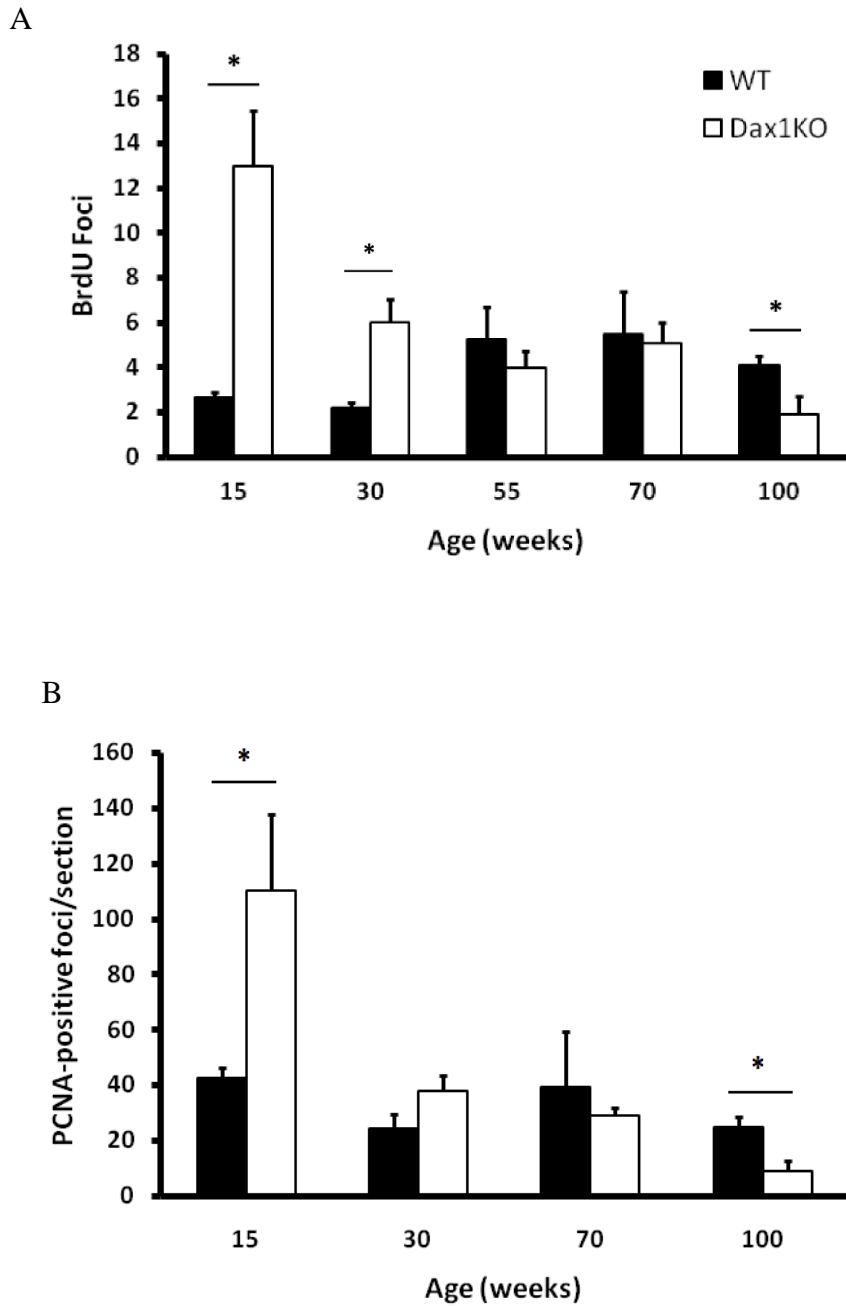 A
18
16
14
12
10
8
6
4
2
0
BrdU Foci
*
*
*
WT
Dax1KO
15 30 55 70 100
Age (weeks)
B
160
140
120
100
80
60
40
20
0
PCNA-positive foci/section
*
*
15 30 70 100
Age (weeks)